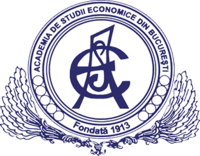 ACADEMIA DE STUDII ECONOMICE DIN BUCUREȘTI
Fondată 1913